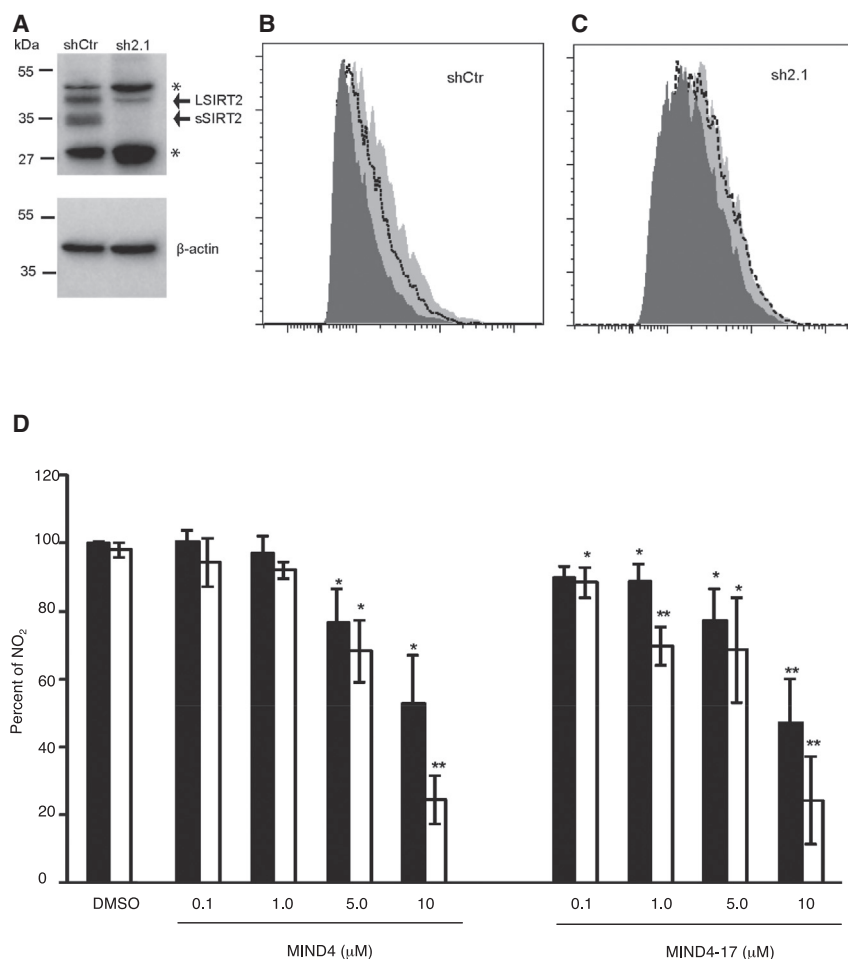 A
kDa
shCtr sh2.1
55
*
LSIRT2
35
sSIRT2
27
*
55
β-actin
35
B
shCtr
C
sh2.1
D
Percent of NO₂
120
100
80
60
40
20
0
* * * ** * * ** * * ** **
DMSO 0.1 1.0 5.0 10 0.1 1.0 5.0 10
MIND4 (μM) MIND4-17 (μM)